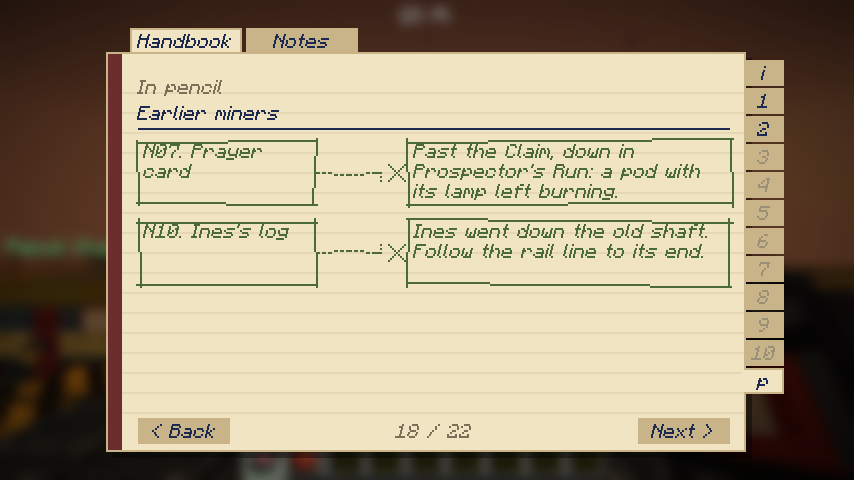 Handbook
Notes
In pencil
Earlier miners
N07. Prayer
card
Past the Claim, down in
Prospector's Run: a pod with
its lamp left burning.
N10. Ines's log
Ines went down the old shaft.
Follow the rail line to its end.
< Back
18 / 22
Next >
i
1
2
3
4
5
6
7
8
9
10
p